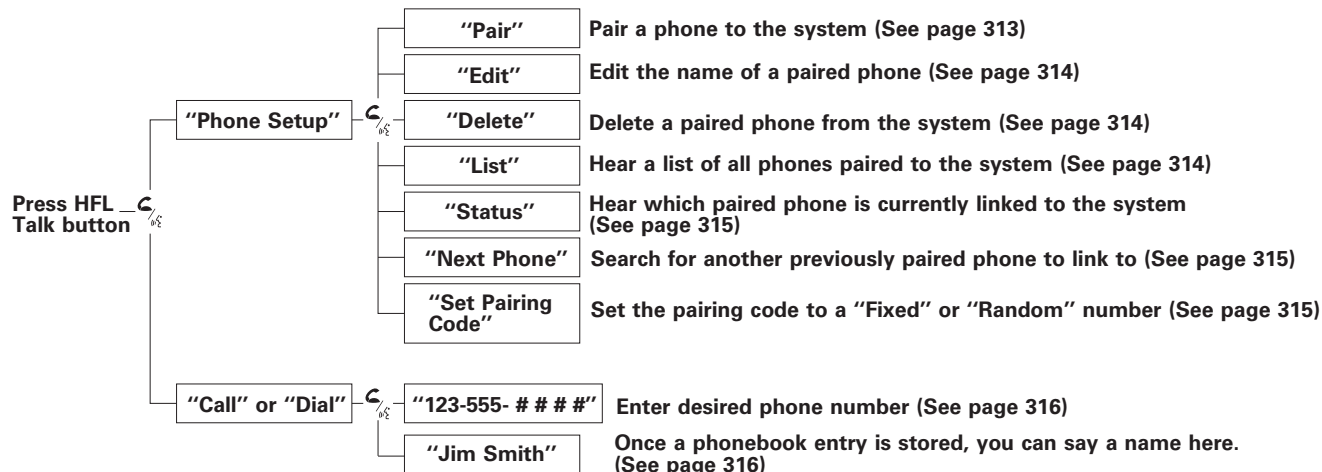 "Pair"
Pair a phone to the system (See page 313)
"Edit"
Edit the name of a paired phone (See page 314)
"Phone Setup"
"Delete"
Delete a paired phone from the system (See page 314)
"List"
Hear a list of all phones paired to the system (See page 314)
Press HFL
Talk button
"Status"
Hear which paired phone is currently linked to the system
(See page 315)
"Next Phone"
Search for another previously paired phone to link to (See page 315)
"Set Pairing
Code"
Set the pairing code to a "Fixed" or "Random" number (See page 315)
"Call" or "Dial"
"123-555- # # # #"
Enter desired phone number (See page 316)
"Jim Smith"
Once a phonebook entry is stored, you can say a name here.
(See page 316)